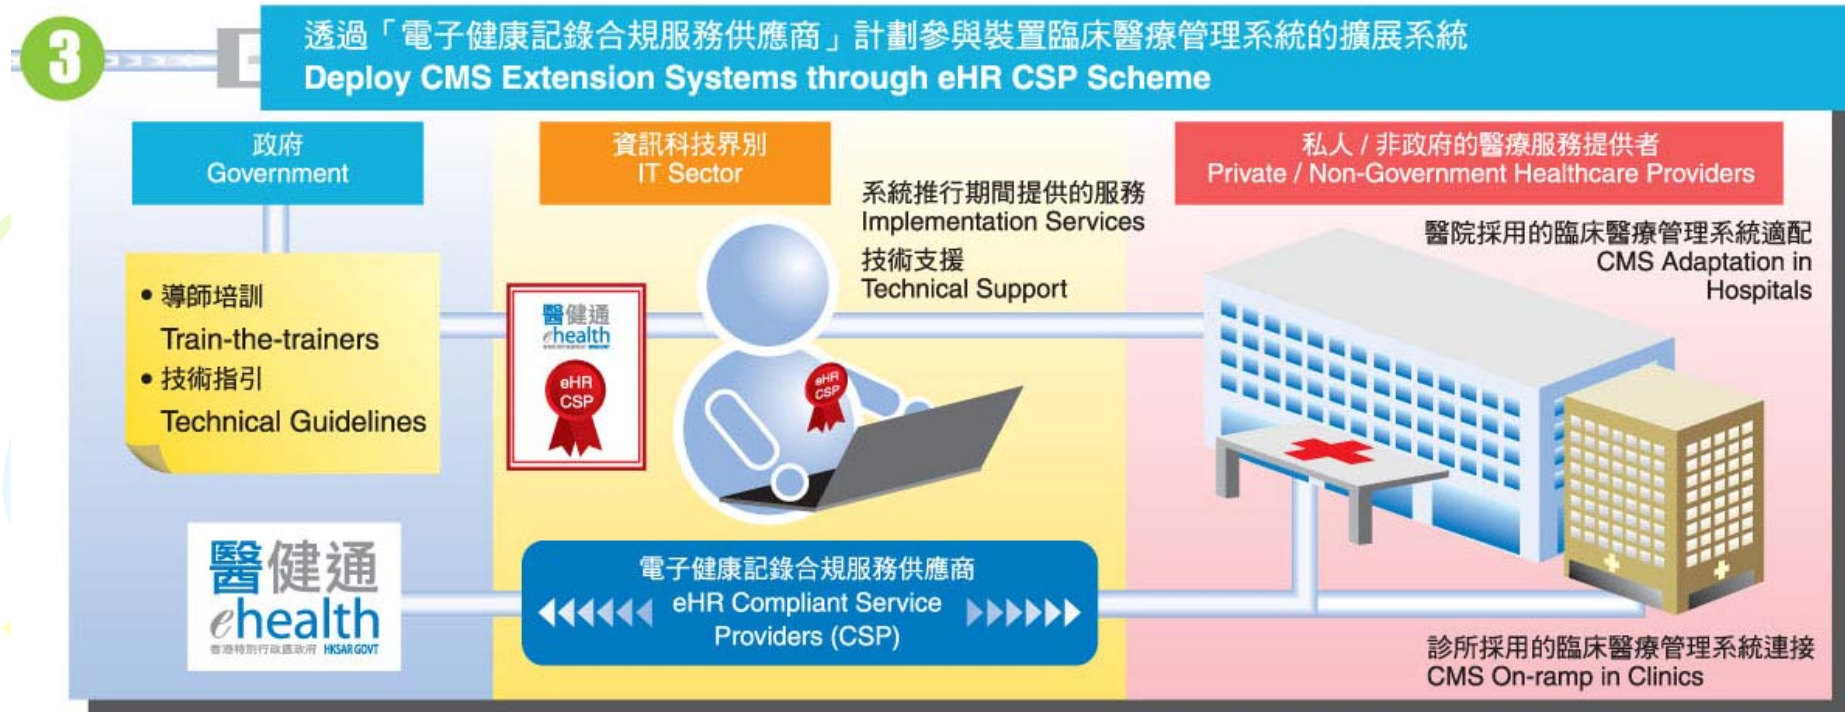 3
透過「電子健康記錄合規服務供應商」計劃參與裝置臨床醫療管理系統的擴展系統
Deploy CMS Extension Systems through eHR CSP Scheme
政府
Government
• 導師培訓
Train-the-trainers
• 技術指引
Technical Guidelines
醫健通
ehealth
香港特別行政區政府 HKSAR GOVT
資訊科技界別
IT Sector
系統推行期間提供的服務
Implementation Services
技術支援
Technical Support
醫健通
ehealth
eHR
CSP
eHR
CSP
電子健康記錄合規服務供應商
eHR Compliant Service
Providers (CSP)
私人 / 非政府的醫療服務提供者
Private / Non-Government Healthcare Providers
醫院採用的臨床醫療管理系統適配
CMS Adaptation in
Hospitals
診所採用的臨床醫療管理系統連接
CMS On-ramp in Clinics